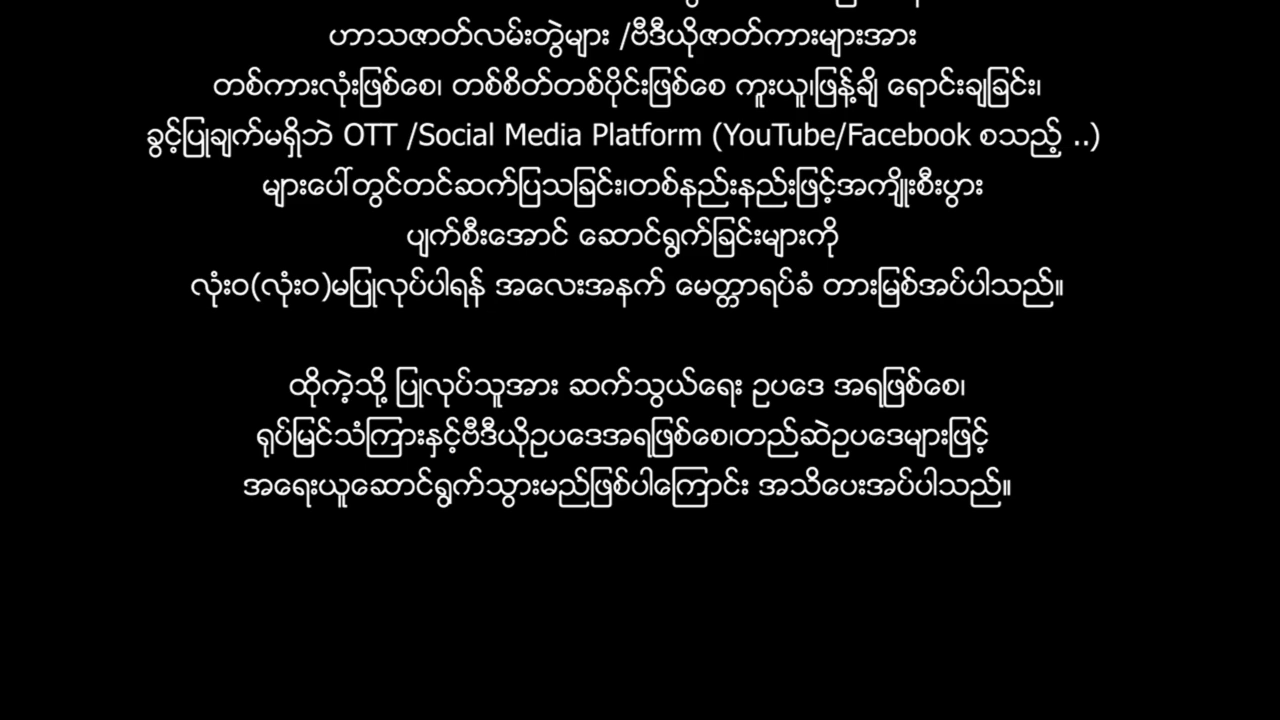 ဟာသဇာတ်လမ်းတွဲများ /ဗီဒီယိုဇာတ်ကားများအား
တစ်ကားလုံးဖြစ်စေ၊ တစ်စိတ်တစ်ပိုင်းဖြစ်စေ ကူးယူ၊ဖြန့်ချိ ရောင်းချခြင်း၊
ခွင့်ပြုချက်မရှိဘဲ OTT /Social Media Platform (YouTube/Facebook စသည့် ..)
များပေါ်တွင်တင်ဆက်ပြသခြင်း၊တစ်နည်းနည်းဖြင့်အကျိုးစီးပွား
ပျက်စီးအောင် ဆောင်ရွက်ခြင်းများကို
လုံးဝ(လုံးဝ)မပြုလုပ်ပါရန် အလေးအနက် မေတ္တာရပ်ခံ တားမြစ်အပ်ပါသည်။
ထိုကဲ့သို့ ပြုလုပ်သူအား ဆက်သွယ်ရေး ဥပဒေ အရဖြစ်စေ၊
ရုပ်မြင်သံကြားနှင့်ဗီဒီယိုဥပဒေအရဖြစ်စေ၊တည်ဆဲဥပဒေများဖြင့်
အရေးယူဆောင်ရွက်သွားမည်ဖြစ်ပါကြောင်း အသိပေးအပ်ပါသည်။